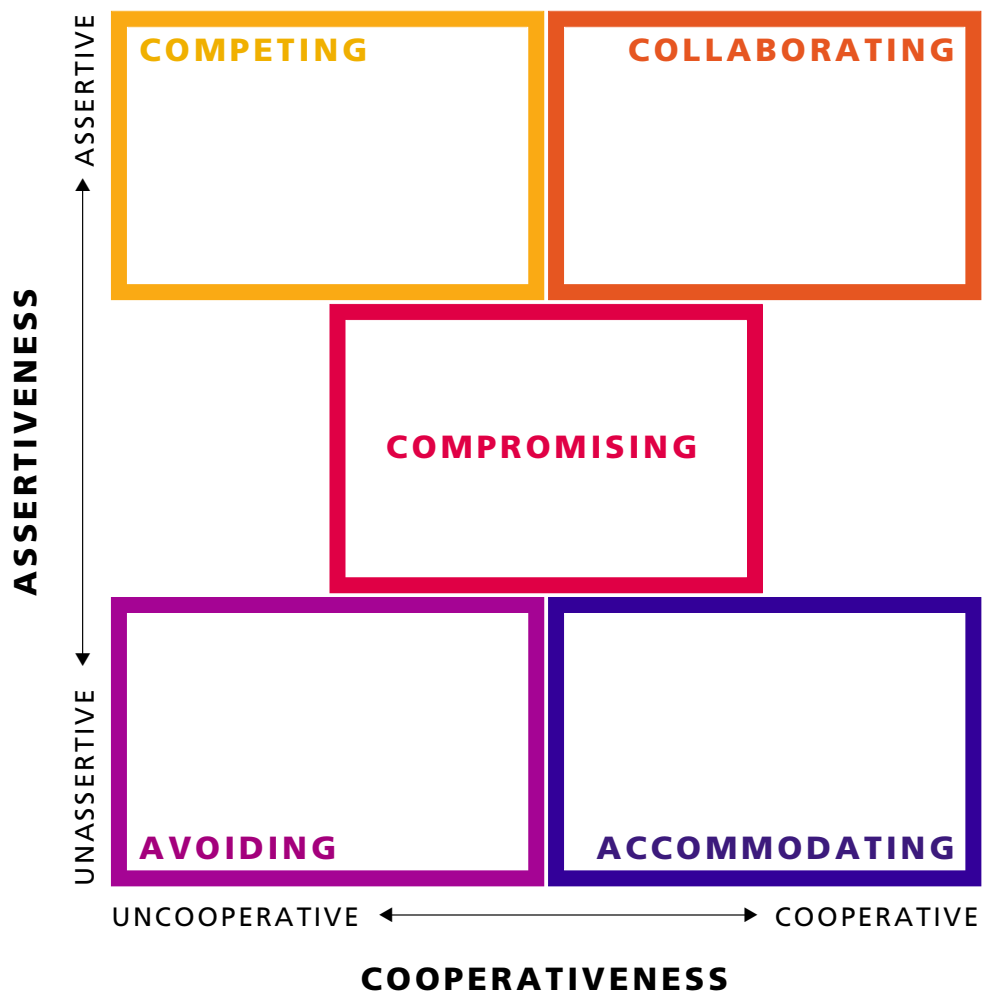 COMPETING
COLLABORATING
COMPROMISING
AVOIDING
ACCOMMODATING
ASSERTIVENESS
ASSERTIVE
UNASSERTIVE
UNCOOPERATIVE
COOPERATIVE
COOPERATIVENESS